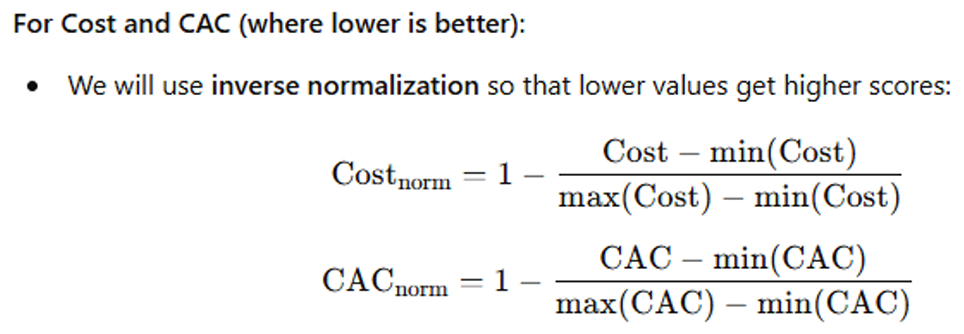 For Cost and CAC (where lower is better):
• We will use inverse normalization so that lower values get higher scores:
Cost_norm = 1 − (Cost − min(Cost)) / (max(Cost) − min(Cost))
CAC_norm = 1 − (CAC − min(CAC)) / (max(CAC) − min(CAC))